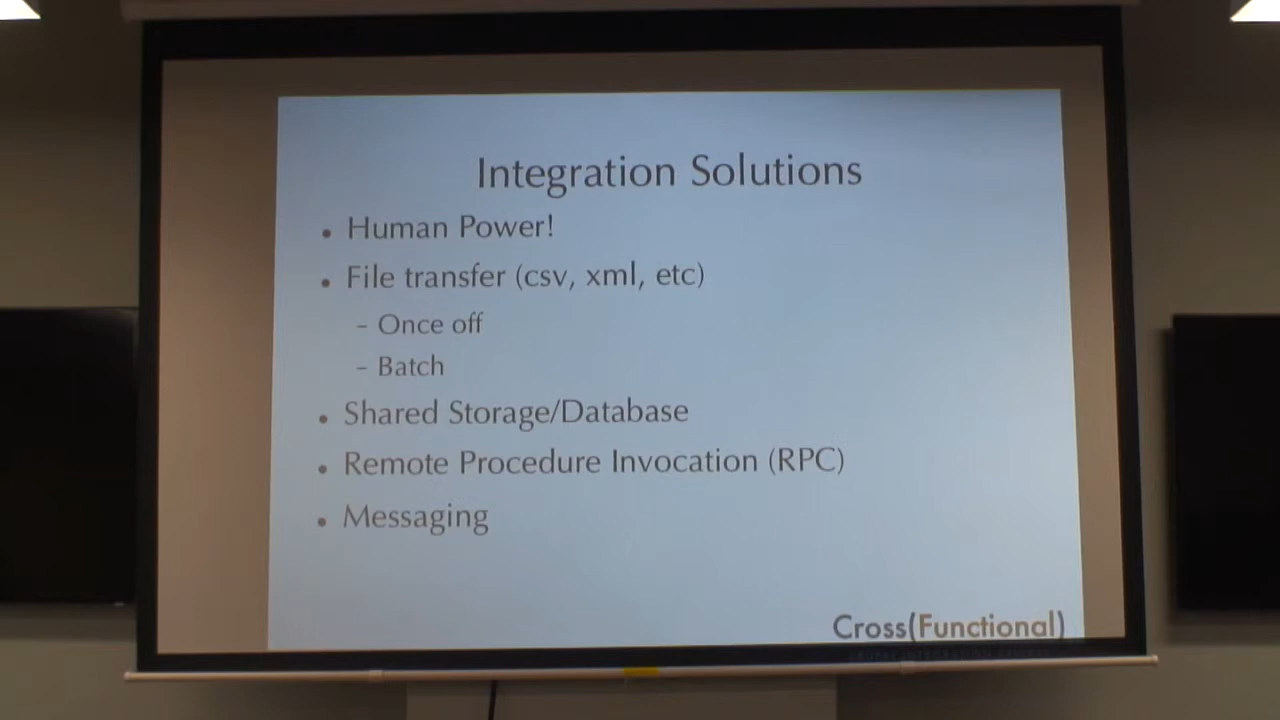 Integration Solutions
• Human Power!
• File transfer (csv, xml, etc)
– Once off
– Batch
• Shared Storage/Database
• Remote Procedure Invocation (RPC)
• Messaging
Cross(Functional)